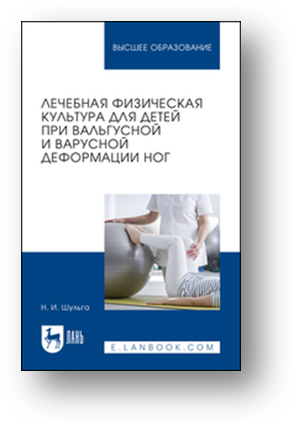 ВЫСШЕЕ ОБРАЗОВАНИЕ
ЛЕЧЕБНАЯ ФИЗИЧЕСКАЯ
КУЛЬТУРА ДЛЯ ДЕТЕЙ
ПРИ ВАЛЬГУСНОЙ
И ВАРУСНОЙ
ДЕФОРМАЦИИ НОГ
Н. И. Шульга
ЛАНЬ
E.LANBOOK.COM